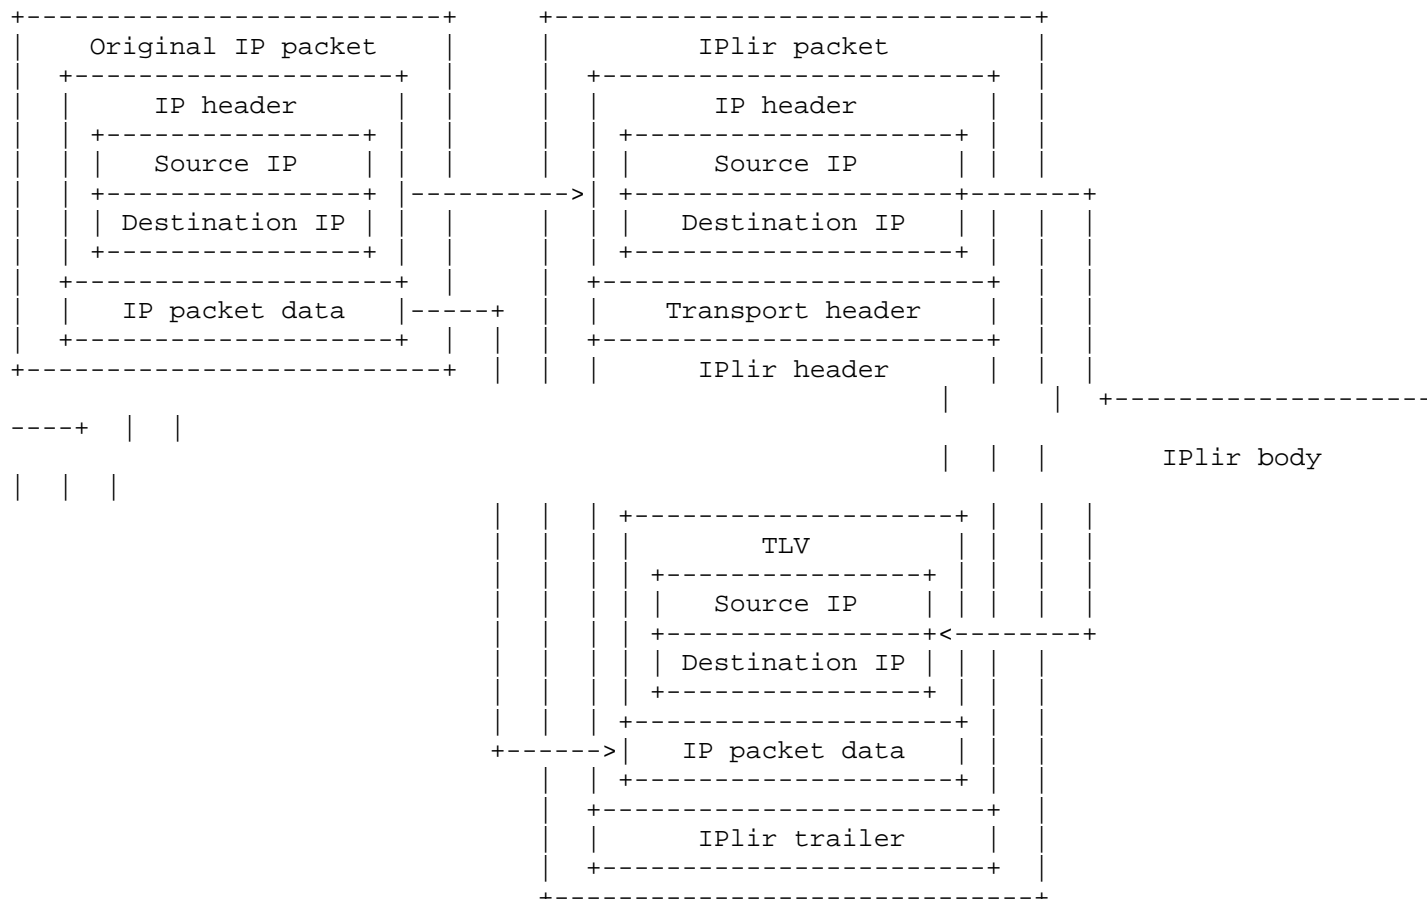 Original IP packet IPlir packet
IP header IP header
Source IP Source IP
Destination IP Destination IP
IP packet data Transport header
IPlir header
IPlir body
TLV
Source IP
Destination IP
IP packet data
IPlir trailer